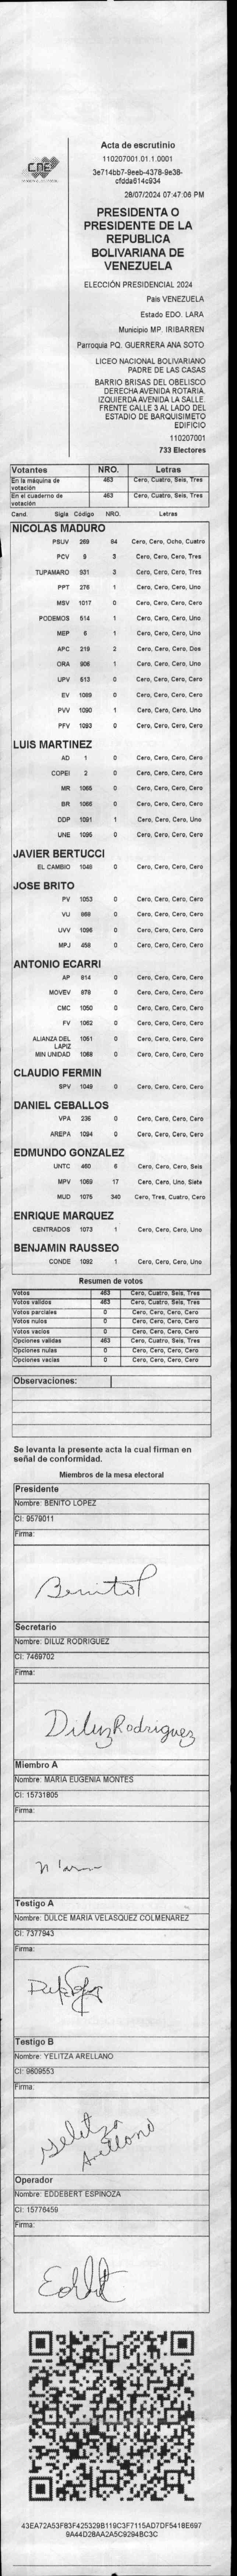 CNE
Acta de escrutinio
110207001.01.1.0001
3e714bb7-9eeb-4378-9e38-
cfdda614c934
28/07/2024 07:47:06 PM
PRESIDENTA O
PRESIDENTE DE LA
REPUBLICA
BOLIVARIANA DE
VENEZUELA
ELECCIÓN PRESIDENCIAL 2024
País VENEZUELA
Estado EDO. LARA
Municipio MP. IRIBARREN
Parroquia PQ. GUERRERA ANA SOTO
LICEO NACIONAL BOLIVARIANO
PADRE DE LAS CASAS
BARRIO BRISAS DEL OBELISCO
DERECHA AVENIDA ROTARIA.
IZQUIERDA AVENIDA LA SALLE.
FRENTE CALLE 3 AL LADO DEL
ESTADIO DE BARQUISIMETO
EDIFICIO
110207001
733 Electores
Votantes NRO. Letras
En la máquina de votación 463 Cero, Cuatro, Seis, Tres
En el cuaderno de votación 463 Cero, Cuatro, Seis, Tres
Cand. Sigla Código NRO. Letras
NICOLAS MADURO
PSUV 269 84 Cero, Cero, Ocho, Cuatro
PCV 9 3 Cero, Cero, Cero, Tres
TUPAMARO 931 3 Cero, Cero, Cero, Tres
PPT 276 1 Cero, Cero, Cero, Uno
MSV 1017 0 Cero, Cero, Cero, Cero
PODEMOS 514 1 Cero, Cero, Cero, Uno
MEP 6 1 Cero, Cero, Cero, Uno
APC 219 2 Cero, Cero, Cero, Dos
ORA 906 1 Cero, Cero, Cero, Uno
UPV 613 0 Cero, Cero, Cero, Cero
EV 1089 0 Cero, Cero, Cero, Cero
PVV 1090 1 Cero, Cero, Cero, Uno
PFV 1093 0 Cero, Cero, Cero, Cero
LUIS MARTINEZ
AD 1 0 Cero, Cero, Cero, Cero
COPEI 2 0 Cero, Cero, Cero, Cero
MR 1065 0 Cero, Cero, Cero, Cero
BR 1066 0 Cero, Cero, Cero, Cero
DDP 1091 1 Cero, Cero, Cero, Uno
UNE 1095 0 Cero, Cero, Cero, Cero
JAVIER BERTUCCI
EL CAMBIO 1048 0 Cero, Cero, Cero, Cero
JOSE BRITO
PV 1053 0 Cero, Cero, Cero, Cero
VU 868 0 Cero, Cero, Cero, Cero
UVV 1096 0 Cero, Cero, Cero, Cero
MPJ 458 0 Cero, Cero, Cero, Cero
ANTONIO ECARRI
AP 814 0 Cero, Cero, Cero, Cero
MOVEV 878 0 Cero, Cero, Cero, Cero
CMC 1050 0 Cero, Cero, Cero, Cero
FV 1062 0 Cero, Cero, Cero, Cero
ALIANZA DEL LAPIZ 1051 0 Cero, Cero, Cero, Cero
MIN UNIDAD 1068 0 Cero, Cero, Cero, Cero
CLAUDIO FERMIN
SPV 1049 0 Cero, Cero, Cero, Cero
DANIEL CEBALLOS
VPA 236 0 Cero, Cero, Cero, Cero
AREPA 1094 0 Cero, Cero, Cero, Cero
EDMUNDO GONZALEZ
UNTC 460 6 Cero, Cero, Cero, Seis
MPV 1069 17 Cero, Cero, Uno, Siete
MUD 1075 340 Cero, Tres, Cuatro, Cero
ENRIQUE MARQUEZ
CENTRADOS 1073 1 Cero, Cero, Cero, Uno
BENJAMIN RAUSSEO
CONDE 1092 1 Cero, Cero, Cero, Uno
Resumen de votos
Votos 463 Cero, Cuatro, Seis, Tres
Votos validos 463 Cero, Cuatro, Seis, Tres
Votos parciales 0 Cero, Cero, Cero, Cero
Votos nulos 0 Cero, Cero, Cero, Cero
Votos vacios 0 Cero, Cero, Cero, Cero
Opciones validas 463 Cero, Cuatro, Seis, Tres
Opciones nulas 0 Cero, Cero, Cero, Cero
Opciones vacias 0 Cero, Cero, Cero, Cero
Observaciones:
Se levanta la presente acta la cual firman en
señal de conformidad.
Miembros de la mesa electoral
Presidente
Nombre: BENITO LOPEZ
CI: 9579011
Firma:
Benitol
Secretario
Nombre: DILUZ RODRIGUEZ
CI: 7469702
Firma:
Diluz Rodriguez
Miembro A
Nombre: MARIA EUGENIA MONTES
CI: 15731805
Firma:
Testigo A
Nombre: DULCE MARIA VELASQUEZ COLMENAREZ
CI: 7377943
Firma:
Testigo B
Nombre: YELITZA ARELLANO
CI: 9609553
Firma:
Yelitza
Arellano
Operador
Nombre: EDDEBERT ESPINOZA
CI: 15776459
Firma:
43EA72A53F83F425329B119C3F7115AD7DF5418E697
9A44D28AA2A5C9294BC3C